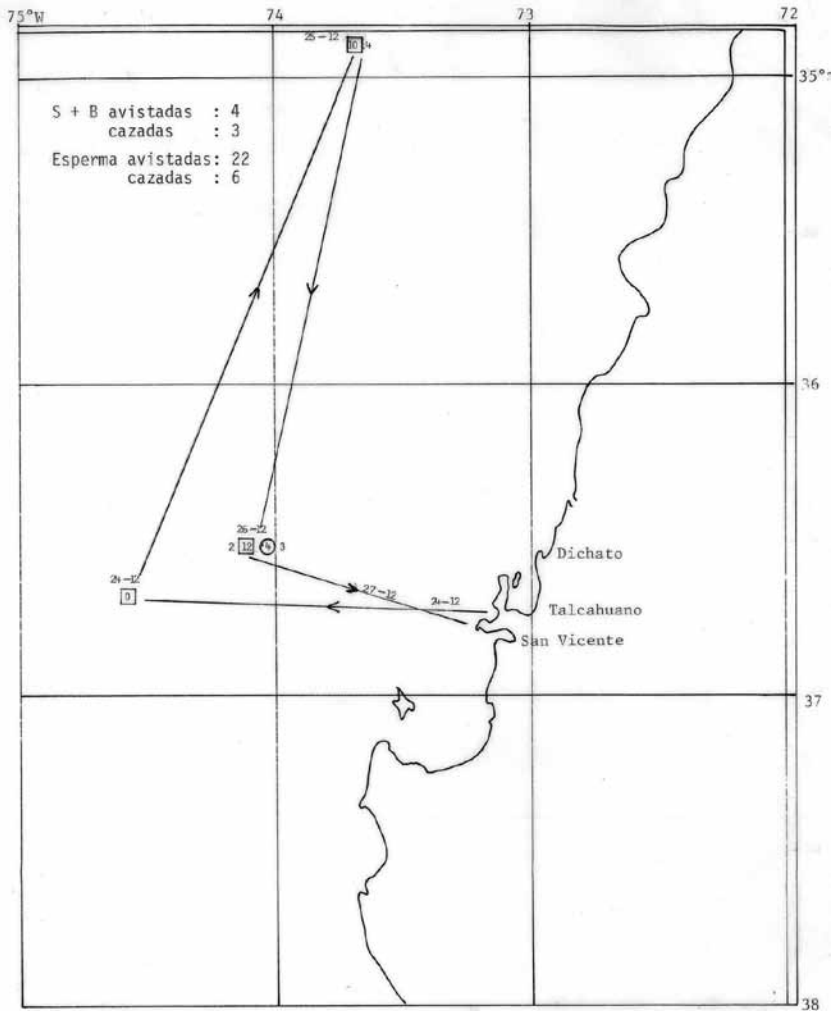 75°W 74 73 72
25-12 10 4
35°
S + B avistadas : 4
cazadas : 3
Esperma avistadas: 22
cazadas : 6
36
26-12
2 12 4 3
Dichato
24-12
27-12
0
24-12
Talcahuano
San Vicente
37
38